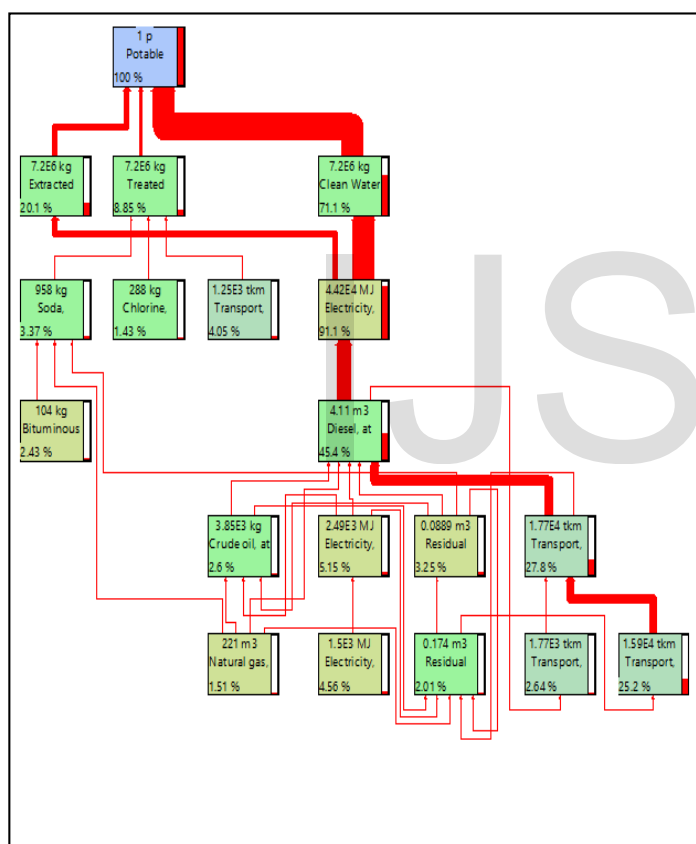 1 p
Potable
100 %
7.2E6 kg
Extracted
20.1 %
7.2E6 kg
Treated
8.85 %
7.2E6 kg
Clean Water
71.1 %
958 kg
Soda,
3.37 %
288 kg
Chlorine,
1.43 %
1.25E3 tkm
Transport,
4.05 %
4.42E4 MJ
Electricity,
91.1 %
IJS
104 kg
Bituminous
2.43 %
4.11 m3
Diesel, at
45.4 %
3.85E3 kg
Crude oil, at
2.6 %
2.49E3 MJ
Electricity,
5.15 %
0.0889 m3
Residual
3.25 %
1.77E4 tkm
Transport,
27.8 %
221 m3
Natural gas,
1.51 %
1.5E3 MJ
Electricity,
4.56 %
0.174 m3
Residual
2.01 %
1.77E3 tkm
Transport,
2.64 %
1.59E4 tkm
Transport,
25.2 %